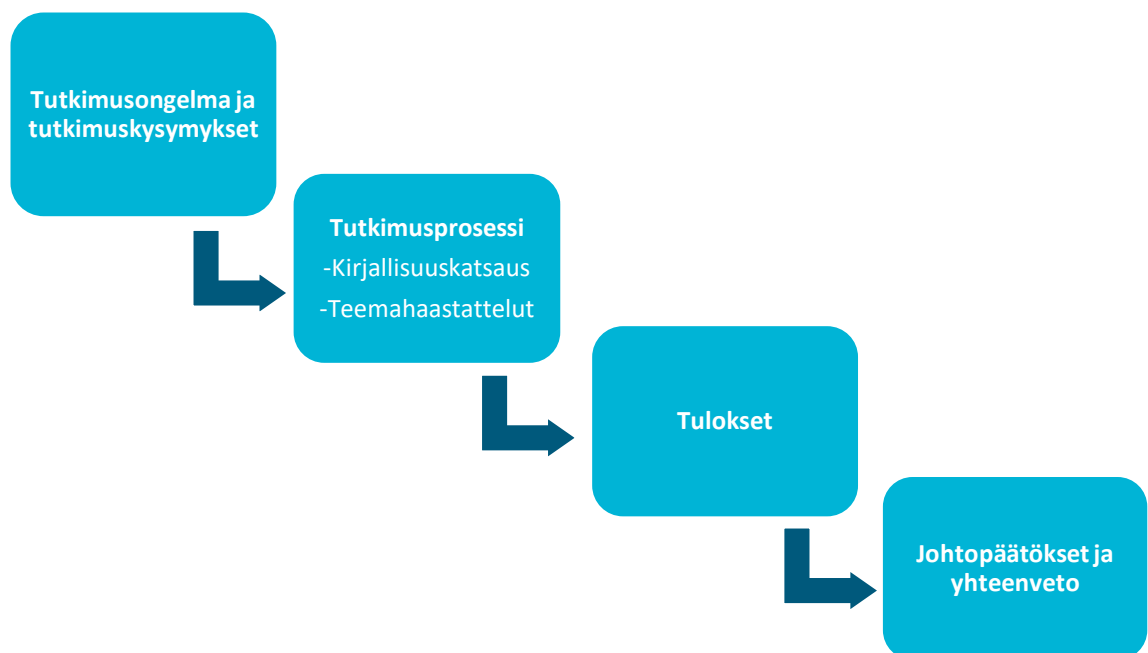 Tutkimusongelma ja
tutkimuskysymykset
Tutkimusprosessi
-Kirjallisuuskatsaus
-Teemahaastattelut
Tulokset
Johtopäätökset ja
yhteenveto